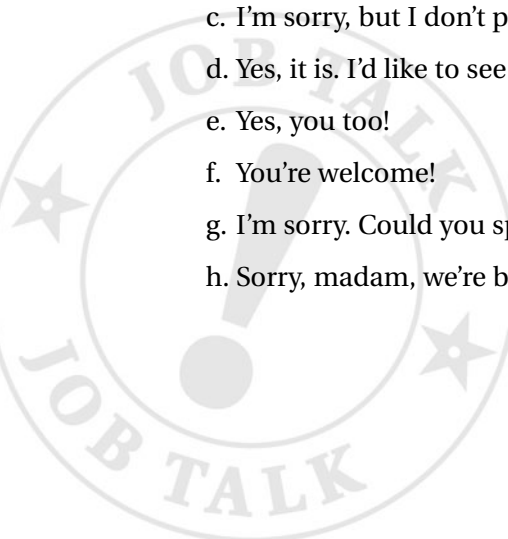 c. I'm sorry, but I don't p
d. Yes, it is. I'd like to see
e. Yes, you too!
f. You're welcome!
g. I'm sorry. Could you sp
h. Sorry, madam, we're b
JOB TALK
JOB TALK